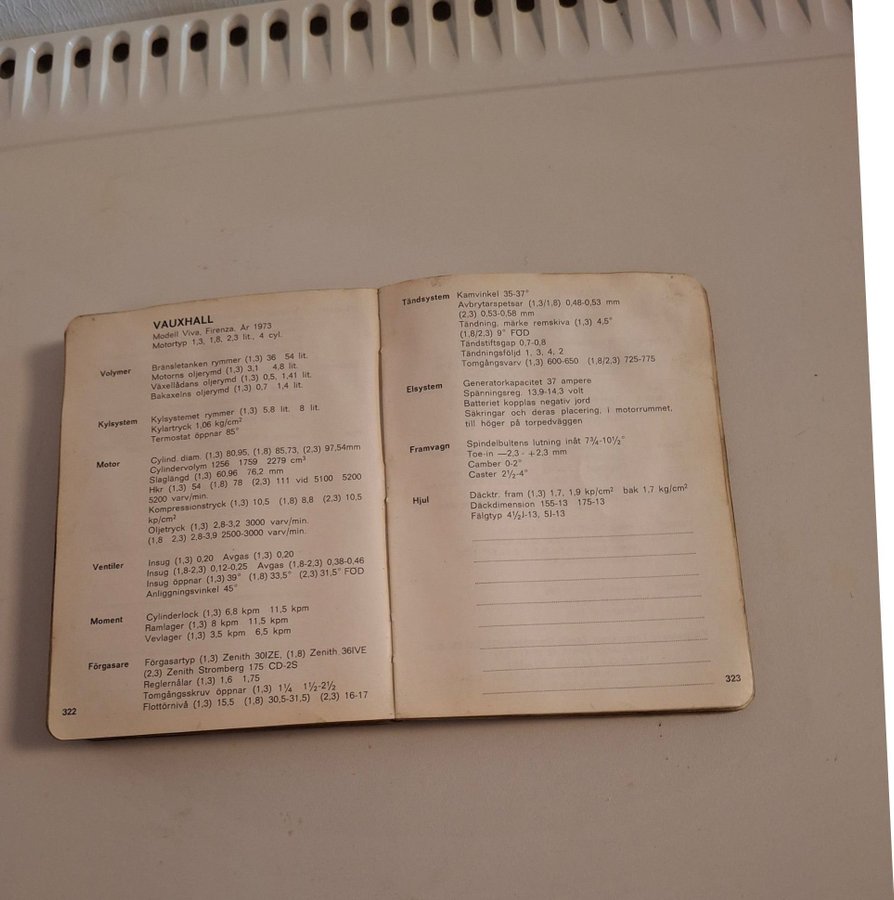 VAUXHALL
Modell Viva, Firenza, År 1973
Motortyp 1,3, 1,8, 2,3 lit., 4 cyl.
Volymer Bränsletanken rymmer (1,3) 36 54 lit.
Motorns oljerymd (1,3) 3,1 4,8 lit.
Växellådans oljerymd (1,3) 0,5, 1,41 lit.
Bakaxelns oljerymd (1,3) 0,7 1,4 lit.
Kylsystem Kylsystemet rymmer (1,3) 5,8 lit. 8 lit.
Kylartryck 1,06 kg/cm²
Termostat öppnar 85°
Motor Cylind. diam. (1,3) 80,95, (1,8) 85,73, (2,3) 97,54mm
Cylindervolym 1256 1759 2279 cm³
Slaglängd (1,3) 60,96 76,2 mm
Hkr (1,3) 54 (1,8) 78 (2,3) 111 vid 5100 5200
5200 varv/min.
Kompressionstryck (1,3) 10,5 (1,8) 8,8 (2,3) 10,5
kp/cm²
Oljetryck (1,3) 2,8-3,2 3000 varv/min.
(1,8 2,3) 2,8-3,9 2500-3000 varv/min.
Ventiler Insug (1,3) 0,20 Avgas (1,3) 0,20
Insug (1,8-2,3) 0,12-0,25 Avgas (1,8-2,3) 0,38-0,46
Insug öppnar (1,3) 39° (1,8) 33,5° (2,3) 31,5° FÖD
Anliggningsvinkel 45°
Moment Cylinderlock (1,3) 6,8 kpm 11,5 kpm
Ramlager (1,3) 8 kpm 11,5 kpm
Vevlager (1,3) 3,5 kpm 6,5 kpm
Förgasare Förgasartyp (1,3) Zenith 30IZE, (1,8) Zenith 36IVE
(2,3) Zenith Stromberg 175 CD-2S
Reglernålar (1,3) 1,6 1,75
Tomgångsskruv öppnar (1,3) 1¼ 1½-2½
Flottörnivå (1,3) 15,5 (1,8) 30,5-31,5) (2,3) 16-17
322
Tändsystem Kamvinkel 35-37°
Avbrytarspetsar (1,3/1,8) 0,48-0,53 mm
(2,3) 0,53-0,58 mm
Tändning, märke remskiva (1,3) 4,5°
(1,8/2,3) 9° FÖD
Tändstiftsgap 0,7-0,8
Tändningsföljd 1, 3, 4, 2
Tomgångsvarv (1,3) 600-650 (1,8/2,3) 725-775
Elsystem Generatorkapacitet 37 ampere
Spänningsreg. 13,9-14,3 volt
Batteriet kopplas negativ jord
Säkringar och deras placering, i motorrummet,
till höger på torpedväggen
Framvagn Spindelbultens lutning inåt 7¾-10½°
Toe-in —2,3 - +2,3 mm
Camber 0-2°
Caster 2½-4°
Hjul Däcktr. fram (1,3) 1,7, 1,9 kp/cm² bak 1,7 kg/cm²
Däckdimension 155-13 175-13
Fälgtyp 4½J-13, 5J-13
323